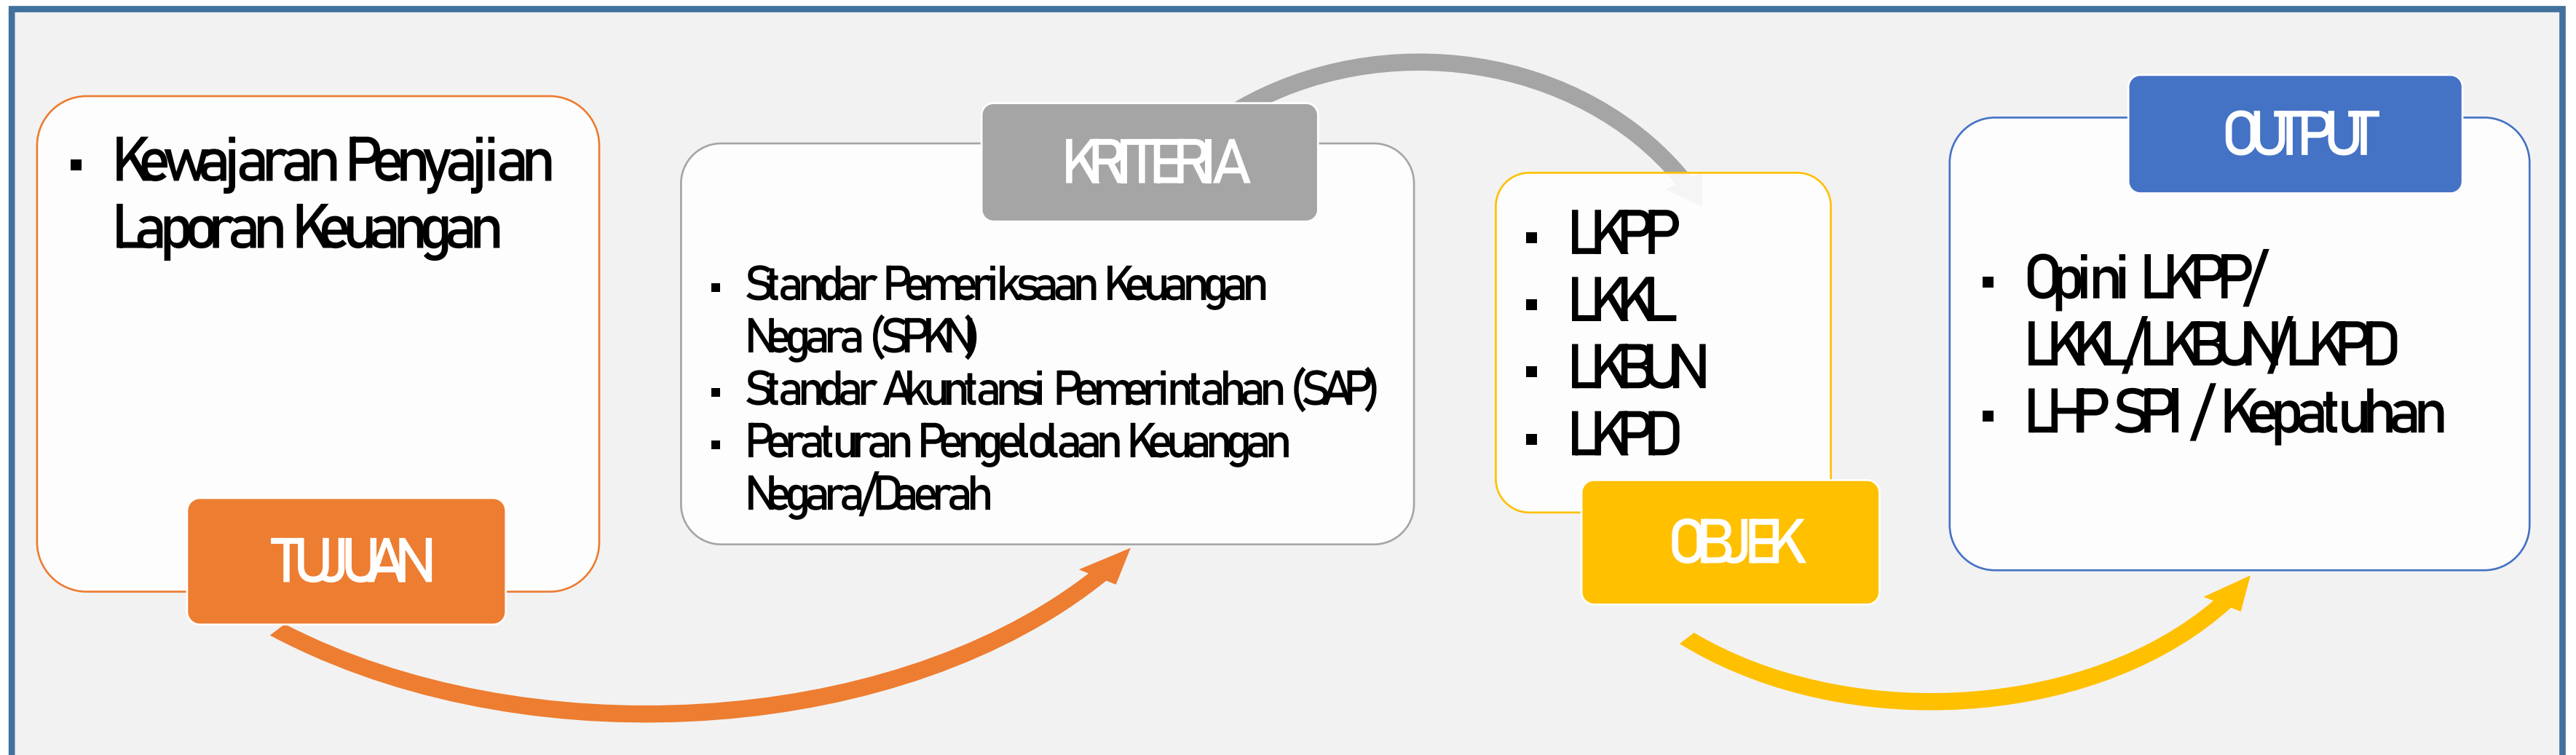 ▪ Kewajaran Penyajian
Laporan Keuangan
TUJUAN
KRITERIA
▪ Standar Pemeriksaan Keuangan
Negara (SPKN)
▪ Standar Akuntansi Pemerintahan (SAP)
▪ Peraturan Pengelolaan Keuangan
Negara/Daerah
▪ LKPP
▪ LKKL
▪ LKBUN
▪ LKPD
OBJEK
OUTPUT
▪ Opini LKPP/
LKKL/LKBUN/LKPD
▪ LHP SPI / Kepatuhan